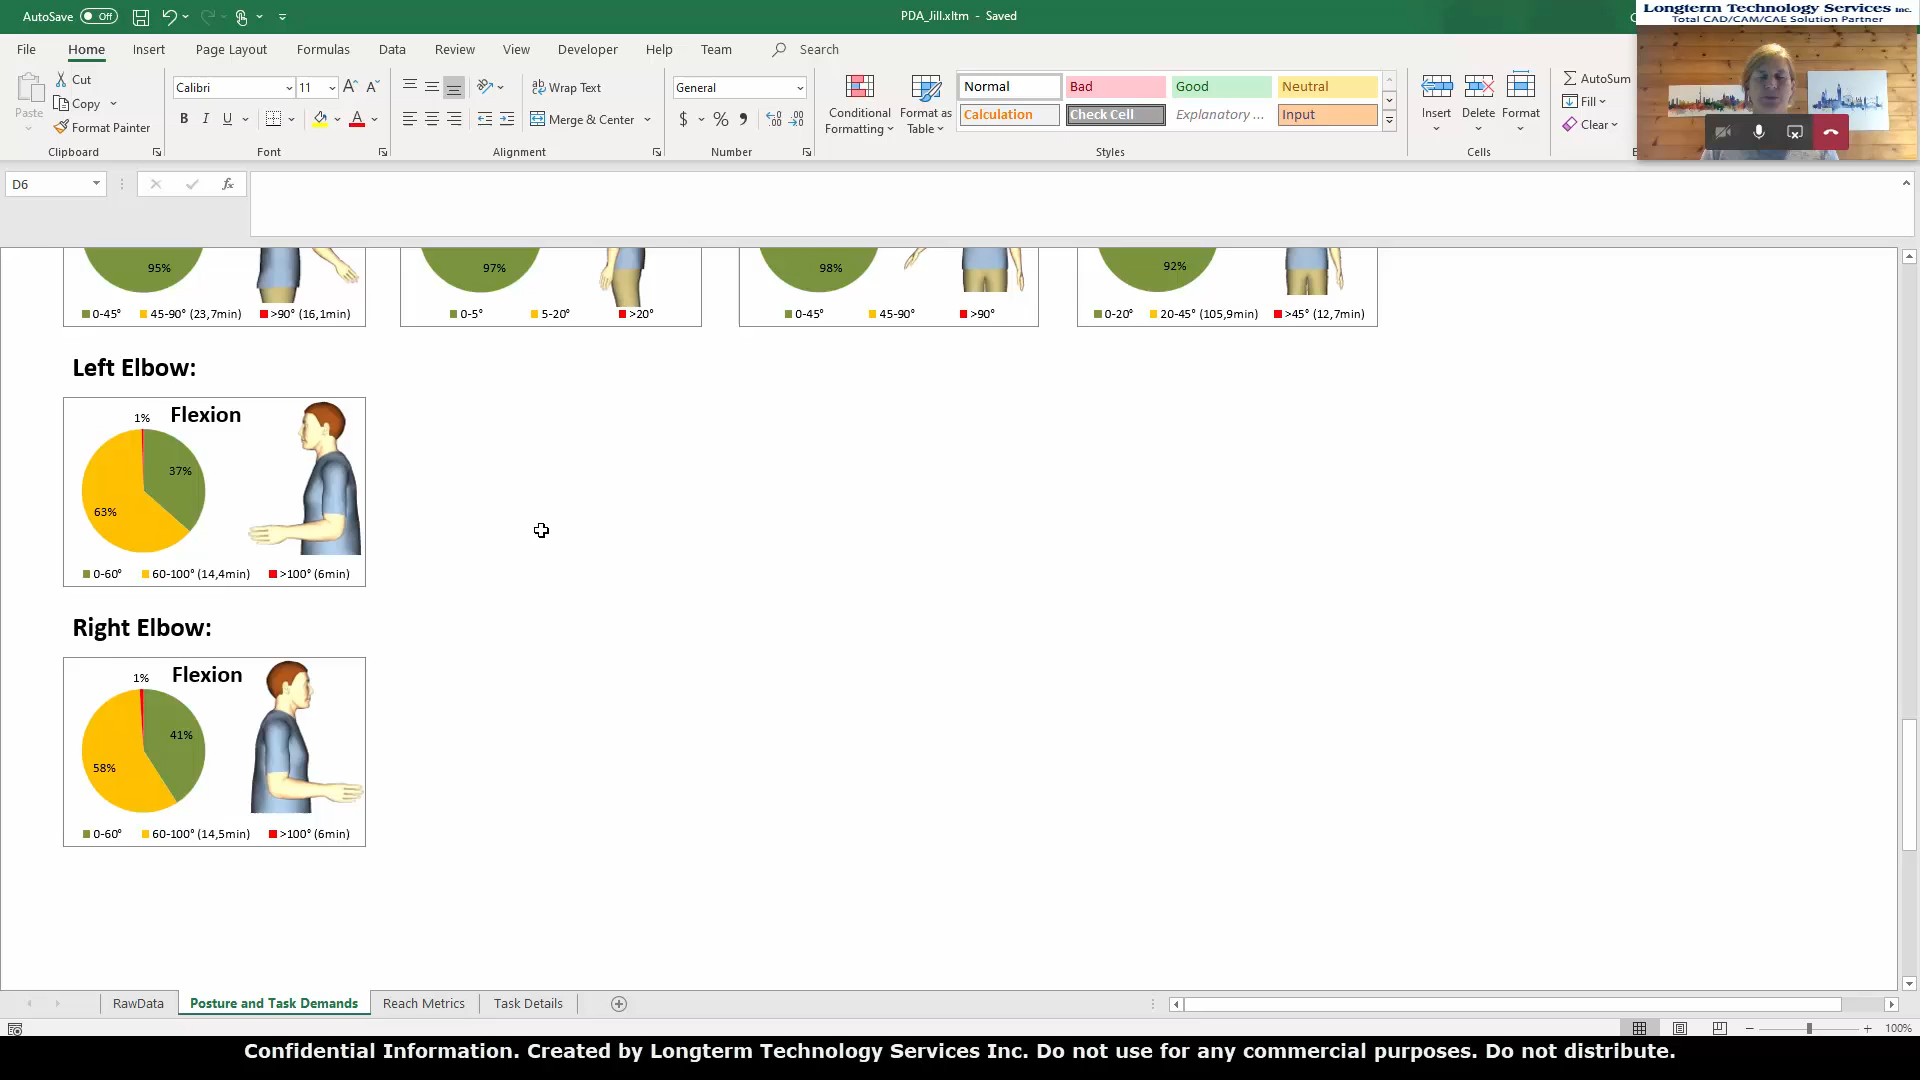 AutoSave Off
PDA_Jill.xltm - Saved
Longterm Technology Services Inc.
Total CAD/CAM/CAE Solution Partner
File Home Insert Page Layout Formulas Data Review View Developer Help Team Search
Paste
Cut
Copy
Format Painter
Clipboard
Calibri 11
B I U
Font
Wrap Text
Merge & Center
Alignment
General
$ % ,
Number
Conditional Formatting
Format as Table
Normal Bad Good Neutral
Calculation Check Cell Explanatory ... Input
Styles
Insert Delete Format
Cells
AutoSum
Fill
Clear
D6
fx
95% 97% 98% 92%
0-45° 45-90° (23,7min) >90° (16,1min) 0-5° 5-20° >20° 0-45° 45-90° >90° 0-20° 20-45° (105,9min) >45° (12,7min)
Left Elbow:
Flexion
1%
37%
63%
0-60° 60-100° (14,4min) >100° (6min)
Right Elbow:
Flexion
1%
41%
58%
0-60° 60-100° (14,5min) >100° (6min)
RawData Posture and Task Demands Reach Metrics Task Details
100%
Confidential Information. Created by Longterm Technology Services Inc. Do not use for any commercial purposes. Do not distribute.